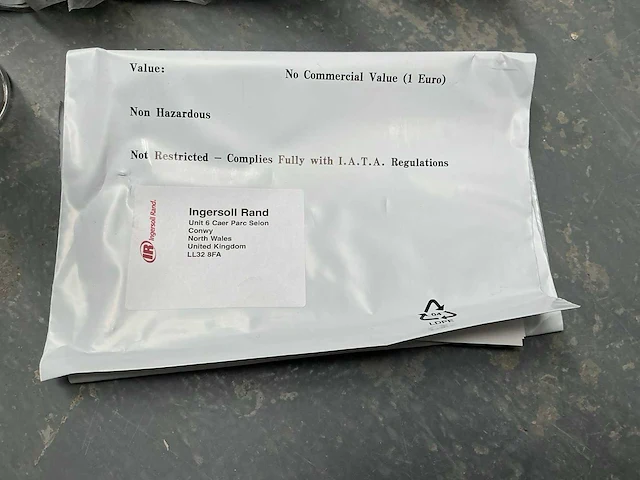 Value: No Commercial Value (1 Euro)
Non Hazardous
Not Restricted – Complies Fully with I.A.T.A. Regulations
IR Ingersoll Rand.
Ingersoll Rand
Unit 6 Caer Parc Seion
Conwy
North Wales
United Kingdom
LL32 8FA
04
LDPE